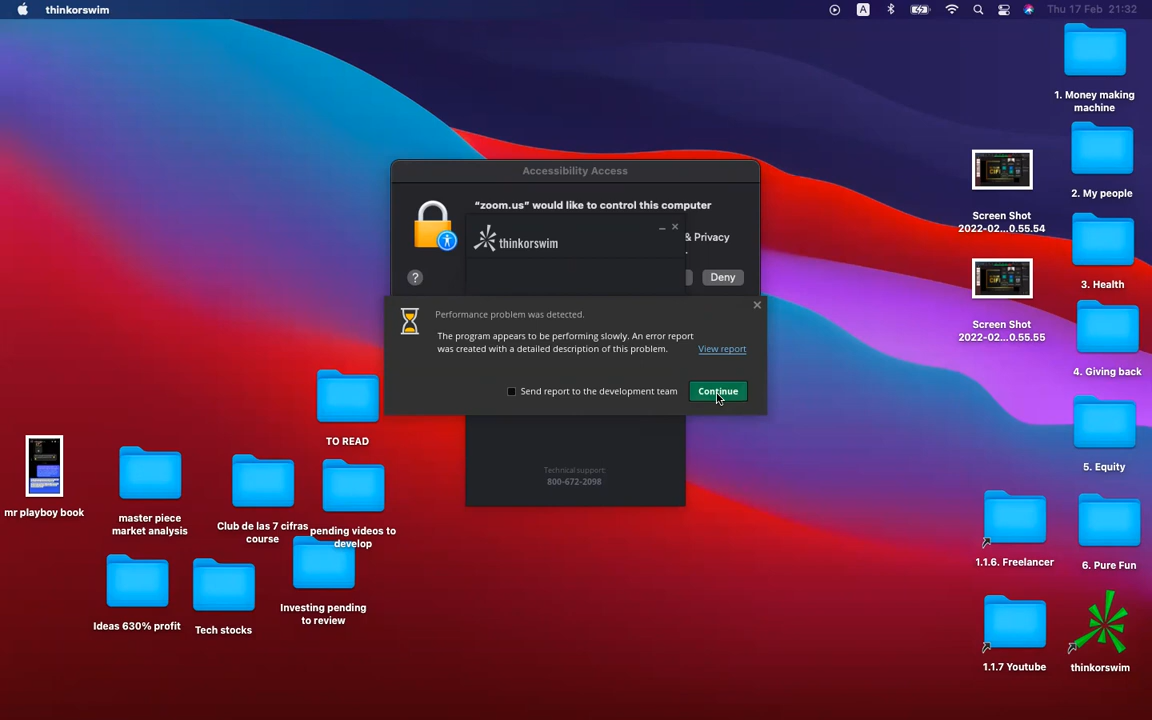 thinkorswim
A
Thu 17 Feb 21:32
1. Money making
machine
2. My people
Screen Shot
2022-02...0.55.54
3. Health
Screen Shot
2022-02...0.55.55
4. Giving back
5. Equity
1.1.6. Freelancer
6. Pure Fun
1.1.7 Youtube
thinkorswim
Accessibility Access
“zoom.us” would like to control this computer
& Privacy
?
Deny
thinkorswim
Performance problem was detected.
The program appears to be performing slowly. An error report
was created with a detailed description of this problem.
View report
Send report to the development team
Continue
Technical support:
800-672-2098
TO READ
mr playboy book
master piece
market analysis
Club de las 7 cifras
course
pending videos to
develop
Ideas 630% profit
Tech stocks
Investing pending
to review